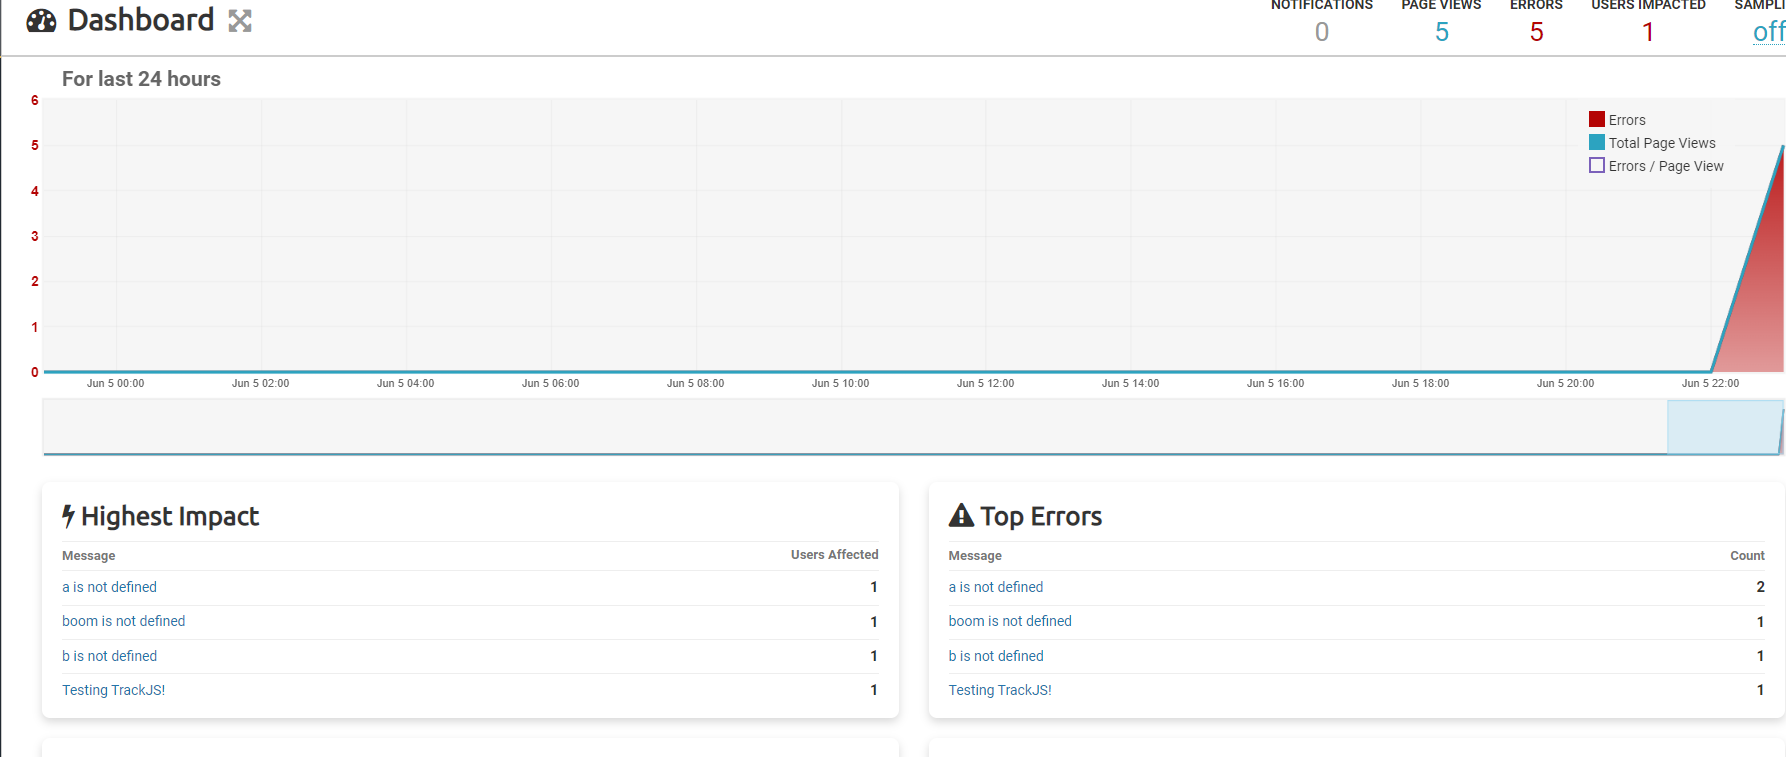 Dashboard
NOTIFICATIONS PAGE VIEWS ERRORS USERS IMPACTED SAMPLI
0 5 5 1 off
For last 24 hours
6
5
4
3
2
1
0
Errors
Total Page Views
Errors / Page View
Jun 5 00:00 Jun 5 02:00 Jun 5 04:00 Jun 5 06:00 Jun 5 08:00 Jun 5 10:00 Jun 5 12:00 Jun 5 14:00 Jun 5 16:00 Jun 5 18:00 Jun 5 20:00 Jun 5 22:00
Highest Impact
Message Users Affected
a is not defined 1
boom is not defined 1
b is not defined 1
Testing TrackJS! 1
Top Errors
Message Count
a is not defined 2
boom is not defined 1
b is not defined 1
Testing TrackJS! 1